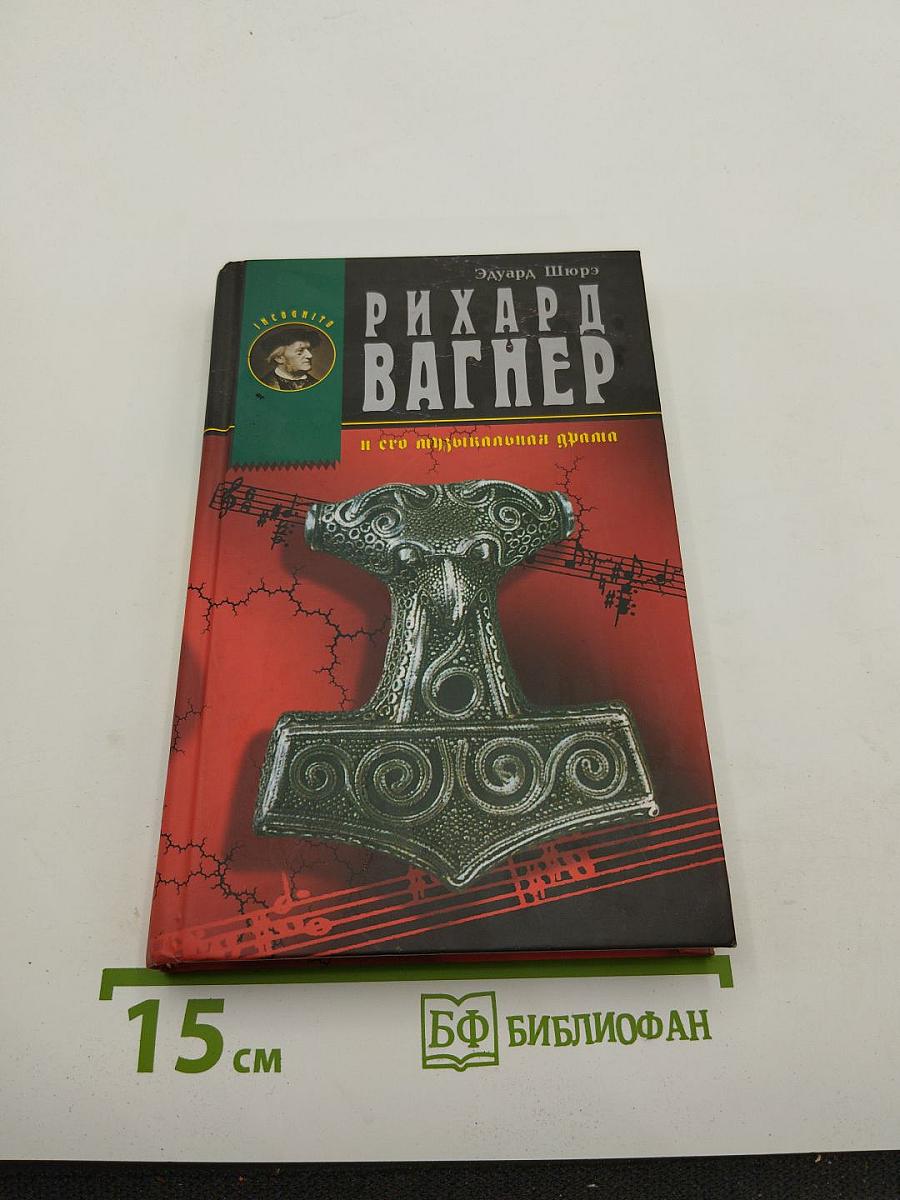 Эдуард Шюрэ
INCOGNITO
РИХАРД
ВАГНЕР
и его музыкальная драма
15 см
БФ БИБЛИОФАН